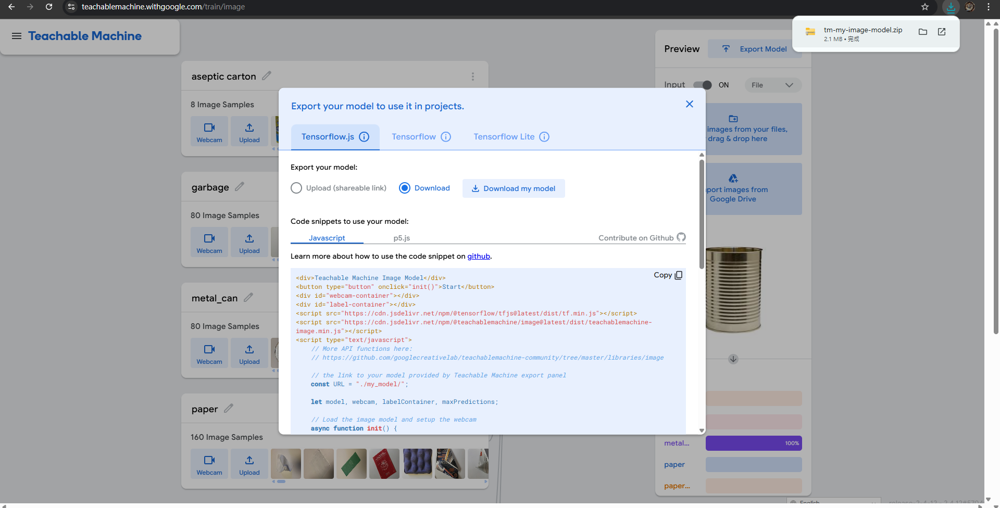 teachablemachine.withgoogle.com/train/image
tm-my-image-model.zip
2.1 MB • 完成
Teachable Machine
Preview
Export Model
Input
ON
File
images from your files,
drag & drop here
images from
Google Drive
aseptic carton
8 Image Samples
Webcam
Upload
garbage
80 Image Samples
Webcam
Upload
metal_can
80 Image Samples
Webcam
Upload
paper
160 Image Samples
Webcam
Upload
Export your model to use it in projects.
Tensorflow.js
Tensorflow
Tensorflow Lite
Export your model:
Upload (shareable link)
Download
Download my model
Code snippets to use your model:
Javascript
p5.js
Contribute on Github
Learn more about how to use the code snippet on github.
Copy
<div>Teachable Machine Image Model</div>
<button type="button" onclick="init()">Start</button>
<div id="webcam-container"></div>
<div id="label-container"></div>
<script src="https://cdn.jsdelivr.net/npm/@tensorflow/tfjs@latest/dist/tf.min.js"></script>
<script src="https://cdn.jsdelivr.net/npm/@teachablemachine/image@latest/dist/teachablemachine-
image.min.js"></script>
<script type="text/javascript">
// More API functions here:
// https://github.com/googlecreativelab/teachablemachine-community/tree/master/libraries/image
// the link to your model provided by Teachable Machine export panel
const URL = "./my_model/";
let model, webcam, labelContainer, maxPredictions;
// Load the image model and setup the webcam
async function init() {
metal...
100%
paper
paper...
English